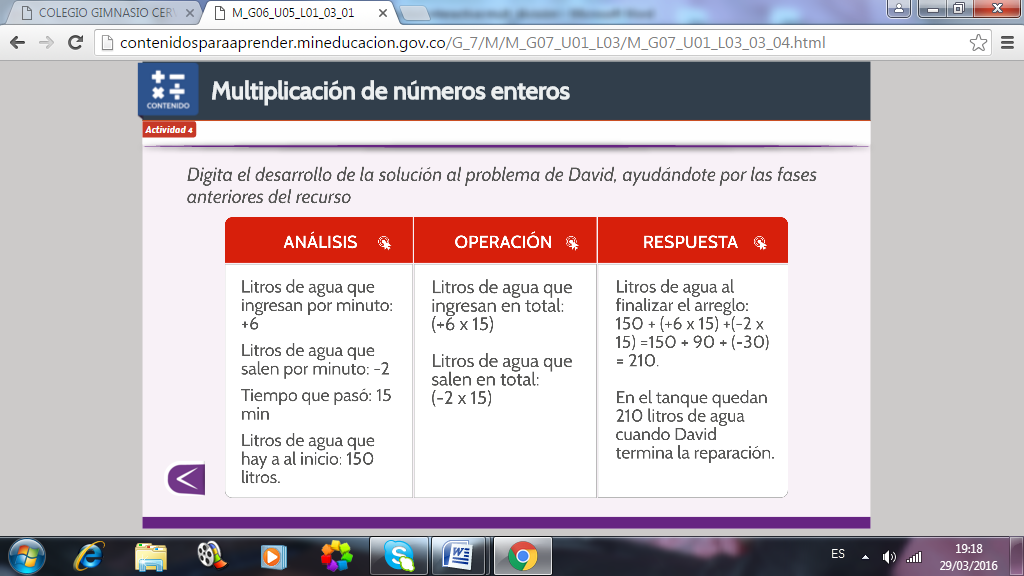 COLEGIO GIMNASIO CER
M_G06_U05_L01_03_01
contenidosparaaprender.mineducacion.gov.co/G_7/M/M_G07_U01_L03/M_G07_U01_L03_03_04.html
CONTENIDO
Multiplicación de números enteros
Actividad 4
Digita el desarrollo de la solución al problema de David, ayudándote por las fases
anteriores del recurso
ANÁLISIS
Litros de agua que
ingresan por minuto:
+6
Litros de agua que
salen por minuto: -2
Tiempo que pasó: 15
min
Litros de agua que
hay a al inicio: 150
litros.
OPERACIÓN
Litros de agua que
ingresan en total:
(+6 x 15)
Litros de agua que
salen en total:
(-2 x 15)
RESPUESTA
Litros de agua al
finalizar el arreglo:
150 + (+6 x 15) +(-2 x
15) =150 + 90 + (-30)
= 210.
En el tanque quedan
210 litros de agua
cuando David
termina la reparación.
ES
19:18
29/03/2016